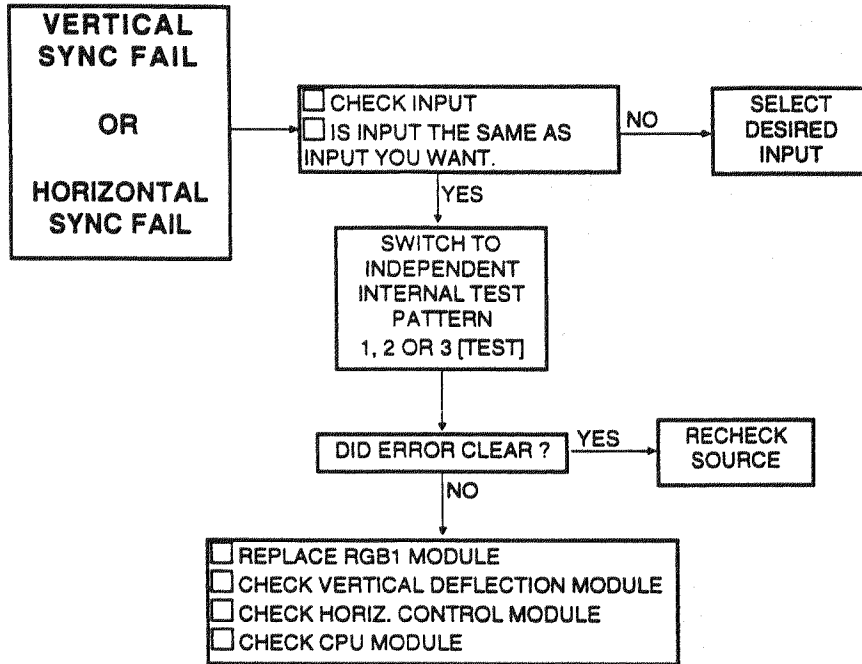 VERTICAL
SYNC FAIL
OR
HORIZONTAL
SYNC FAIL
CHECK INPUT
IS INPUT THE SAME AS
INPUT YOU WANT.
NO
SELECT
DESIRED
INPUT
YES
SWITCH TO
INDEPENDENT
INTERNAL TEST
PATTERN
1, 2 OR 3 [TEST]
DID ERROR CLEAR ?
YES
RECHECK
SOURCE
NO
REPLACE RGB1 MODULE
CHECK VERTICAL DEFLECTION MODULE
CHECK HORIZ. CONTROL MODULE
CHECK CPU MODULE